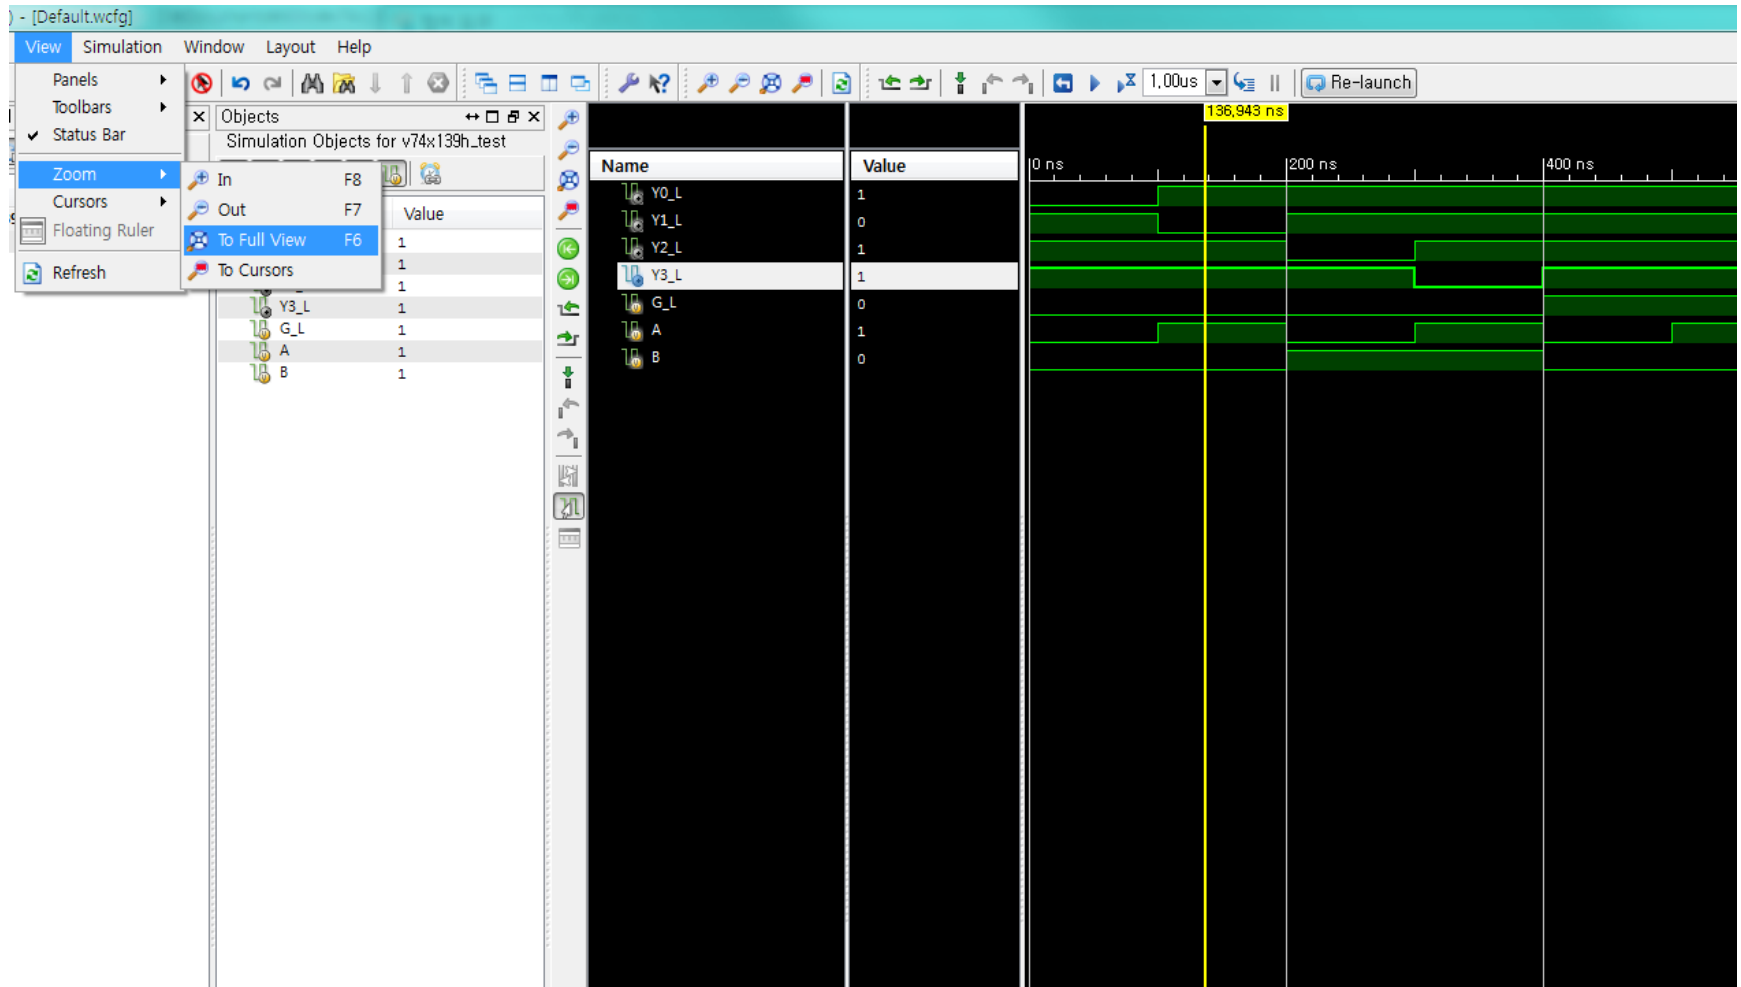 ) - [Default.wcfg]
View Simulation Window Layout Help
Panels
Toolbars
Status Bar
Zoom
Cursors
Floating Ruler
Refresh
In F8
Out F7
To Full View F6
To Cursors
1,00us
Re-launch
Objects
Simulation Objects for v74x139h_test
Value
1
1
1
Y3_L 1
G_L 1
A 1
B 1
Name Value
Y0_L 1
Y1_L 0
Y2_L 1
Y3_L 1
G_L 0
A 1
B 0
136,943 ns
0 ns 200 ns 400 ns